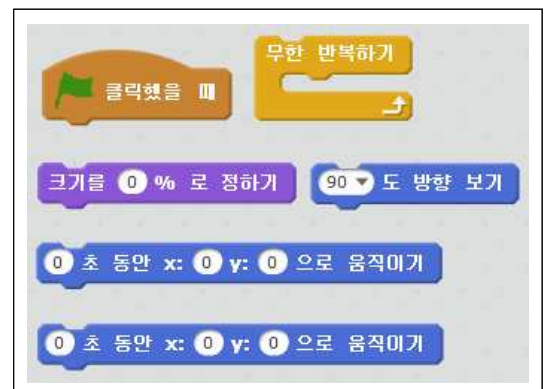 클릭했을 때
무한 반복하기
크기를 0 % 로 정하기
90 도 방향 보기
0 초 동안 x: 0 y: 0 으로 움직이기
0 초 동안 x: 0 y: 0 으로 움직이기